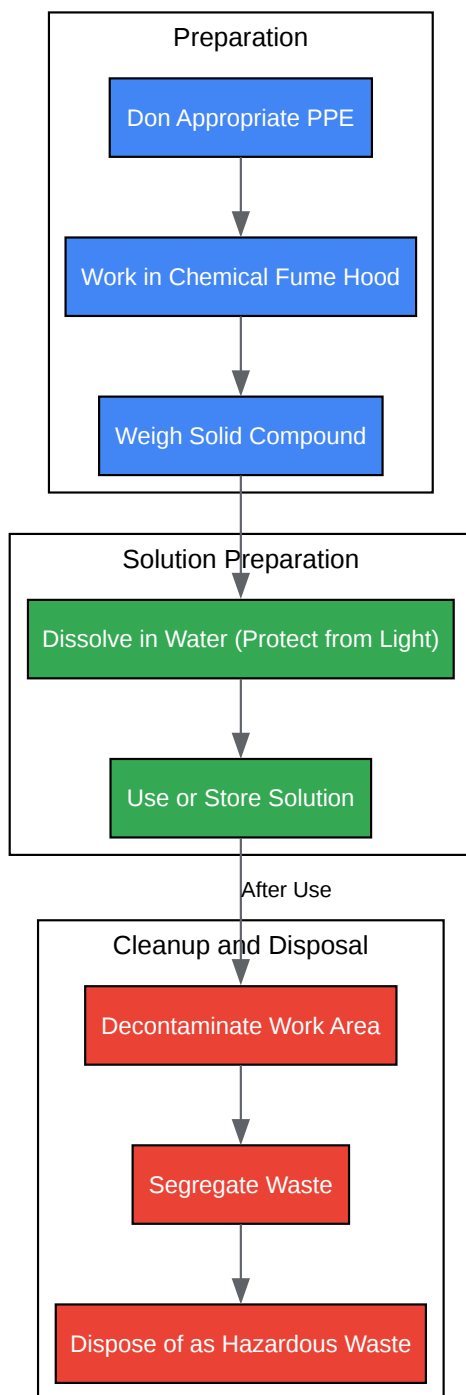 Preparation
Don Appropriate PPE
Work in Chemical Fume Hood
Weigh Solid Compound
Solution Preparation
Dissolve in Water (Protect from Light)
Use or Store Solution
After Use
Cleanup and Disposal
Decontaminate Work Area
Segregate Waste
Dispose of as Hazardous Waste